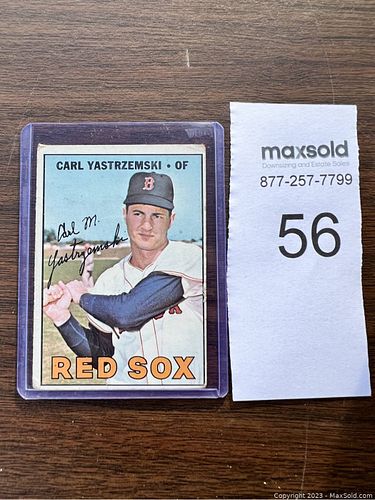 CARL YASTRZEMSKI • OF
B
Carl M.
Yastrzemski
RED SOX
maxsold
Downsizing and Estate Sales
877-257-7799
56
Copyright 2023 - MaxSold.com